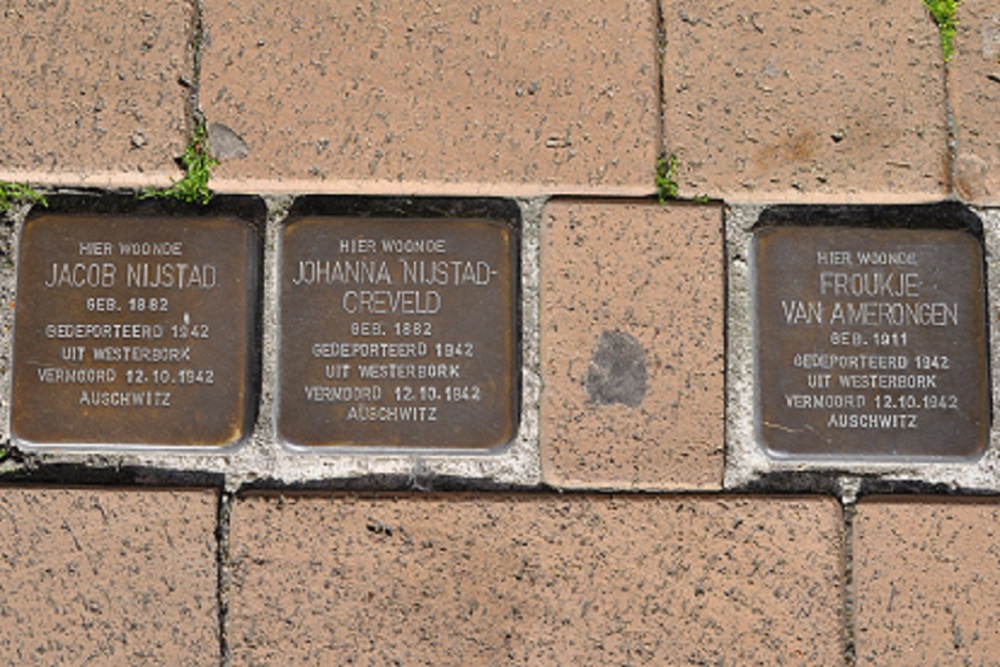 HIER WOONDE
JACOB NIJSTAD
GEB. 1882
GEDEPORTEERD 1942
UIT WESTERBORK
VERMOORD 12.10.1942
AUSCHWITZ
HIER WOONDE
JOHANNA NIJSTAD-
CREVELD
GEB. 1882
GEDEPORTEERD 1942
UIT WESTERBORK
VERMOORD 12.10.1942
AUSCHWITZ
HIER WOONDE
FROUKJE
VAN AMERONGEN
GEB. 1911
GEDEPORTEERD 1942
UIT WESTERBORK
VERMOORD 12.10.1942
AUSCHWITZ